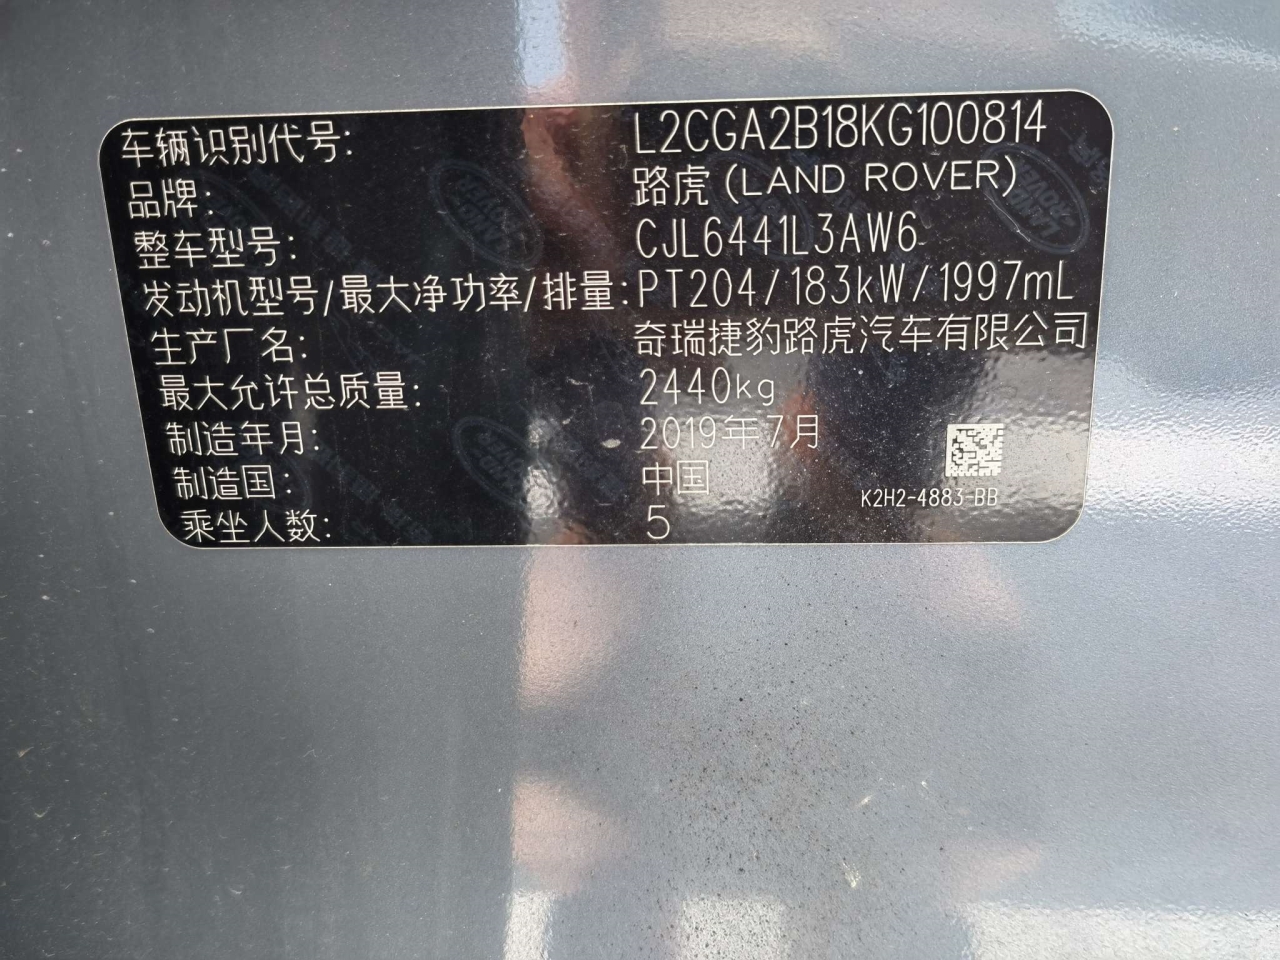 车辆识别代号: L2CGA2B18KG100814
品牌: 路虎(LAND ROVER)
整车型号: CJL6441L3AW6
发动机型号/最大净功率/排量: PT204/183kW/1997mL
生产厂名: 奇瑞捷豹路虎汽车有限公司
最大允许总质量: 2440kg
制造年月: 2019年7月
制造国: 中国
乘坐人数: 5
K2H2-4883-BB